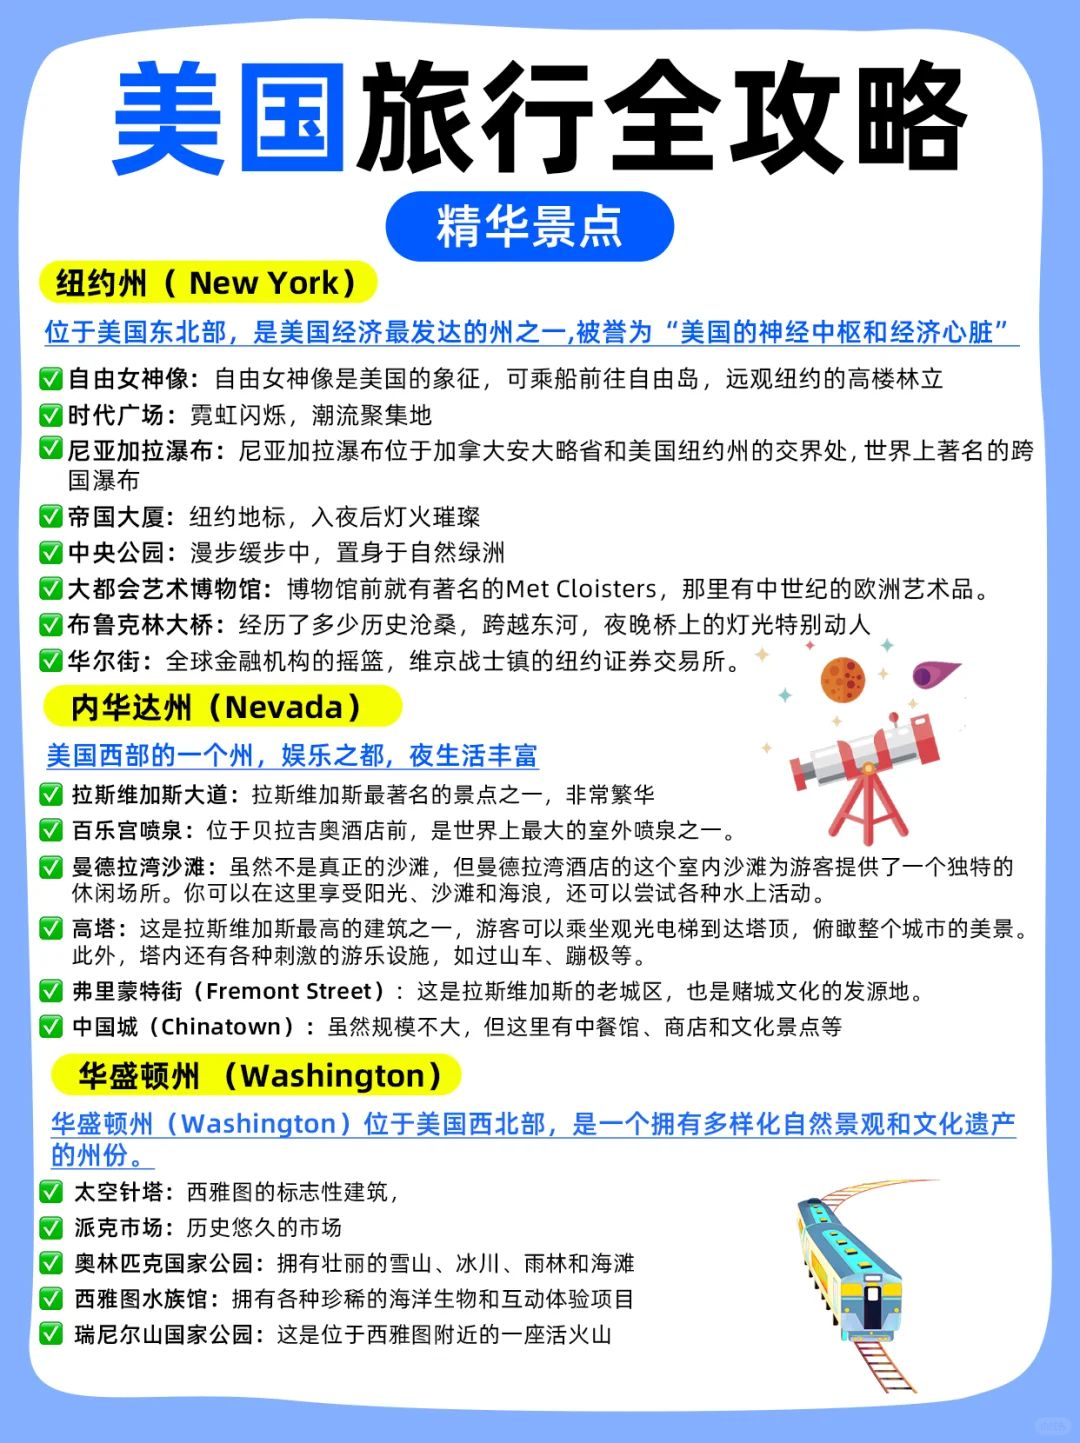 美国旅行全攻略
精华景点
纽约州（ New York）
位于美国东北部，是美国经济最发达的州之一,被誉为“美国的神经中枢和经济心脏”
自由女神像：自由女神像是美国的象征，可乘船前往自由岛，远观纽约的高楼林立
时代广场：霓虹闪烁，潮流聚集地
尼亚加拉瀑布：尼亚加拉瀑布位于加拿大安大略省和美国纽约州的交界处,世界上著名的跨
国瀑布
帝国大厦：纽约地标，入夜后灯火璀璨
中央公园：漫步缓步中，置身于自然绿洲
大都会艺术博物馆：博物馆前就有著名的Met Cloisters，那里有中世纪的欧洲艺术品。
布鲁克林大桥：经历了多少历史沧桑，跨越东河，夜晚桥上的灯光特别动人
华尔街：全球金融机构的摇篮，维京战士镇的纽约证券交易所。
内华达州（Nevada）
美国西部的一个州，娱乐之都，夜生活丰富
拉斯维加斯大道：拉斯维加斯最著名的景点之一，非常繁华
百乐宫喷泉：位于贝拉吉奥酒店前，是世界上最大的室外喷泉之一。
曼德拉湾沙滩：虽然不是真正的沙滩，但曼德拉湾酒店的这个室内沙滩为游客提供了一个独特的
休闲场所。你可以在这里享受阳光、沙滩和海浪，还可以尝试各种水上活动。
高塔：这是拉斯维加斯最高的建筑之一，游客可以乘坐观光电梯到达塔顶，俯瞰整个城市的美景。
此外，塔内还有各种刺激的游乐设施，如过山车、蹦极等。
弗里蒙特街（Fremont Street）：这是拉斯维加斯的老城区，也是赌城文化的发源地。
中国城（Chinatown）：虽然规模不大，但这里有中餐馆、商店和文化景点等
华盛顿州 （Washington）
华盛顿州（Washington）位于美国西北部，是一个拥有多样化自然景观和文化遗产
的州份。
太空针塔：西雅图的标志性建筑，
派克市场：历史悠久的市场
奥林匹克国家公园：拥有壮丽的雪山、冰川、雨林和海滩
西雅图水族馆：拥有各种珍稀的海洋生物和互动体验项目
瑞尼尔山国家公园：这是位于西雅图附近的一座活火山